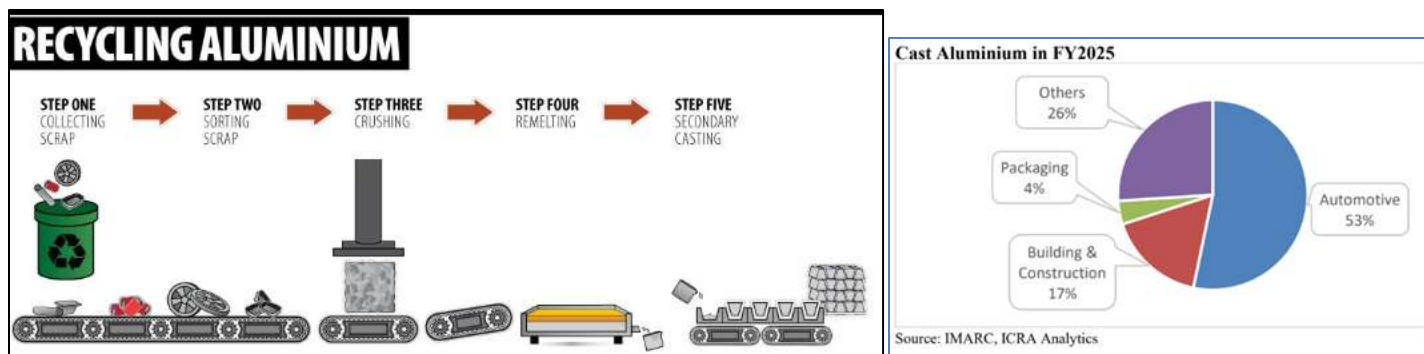 RECYCLING ALUMINIUM
STEP ONE
COLLECTING
SCRAP
STEP TWO
SORTING
SCRAP
STEP THREE
CRUSHING
STEP FOUR
REMELTING
STEP FIVE
SECONDARY
CASTING
Cast Aluminium in FY2025
Others
26%
Packaging
4%
Automotive
53%
Building &
Construction
17%
Source: IMARC, ICRA Analytics